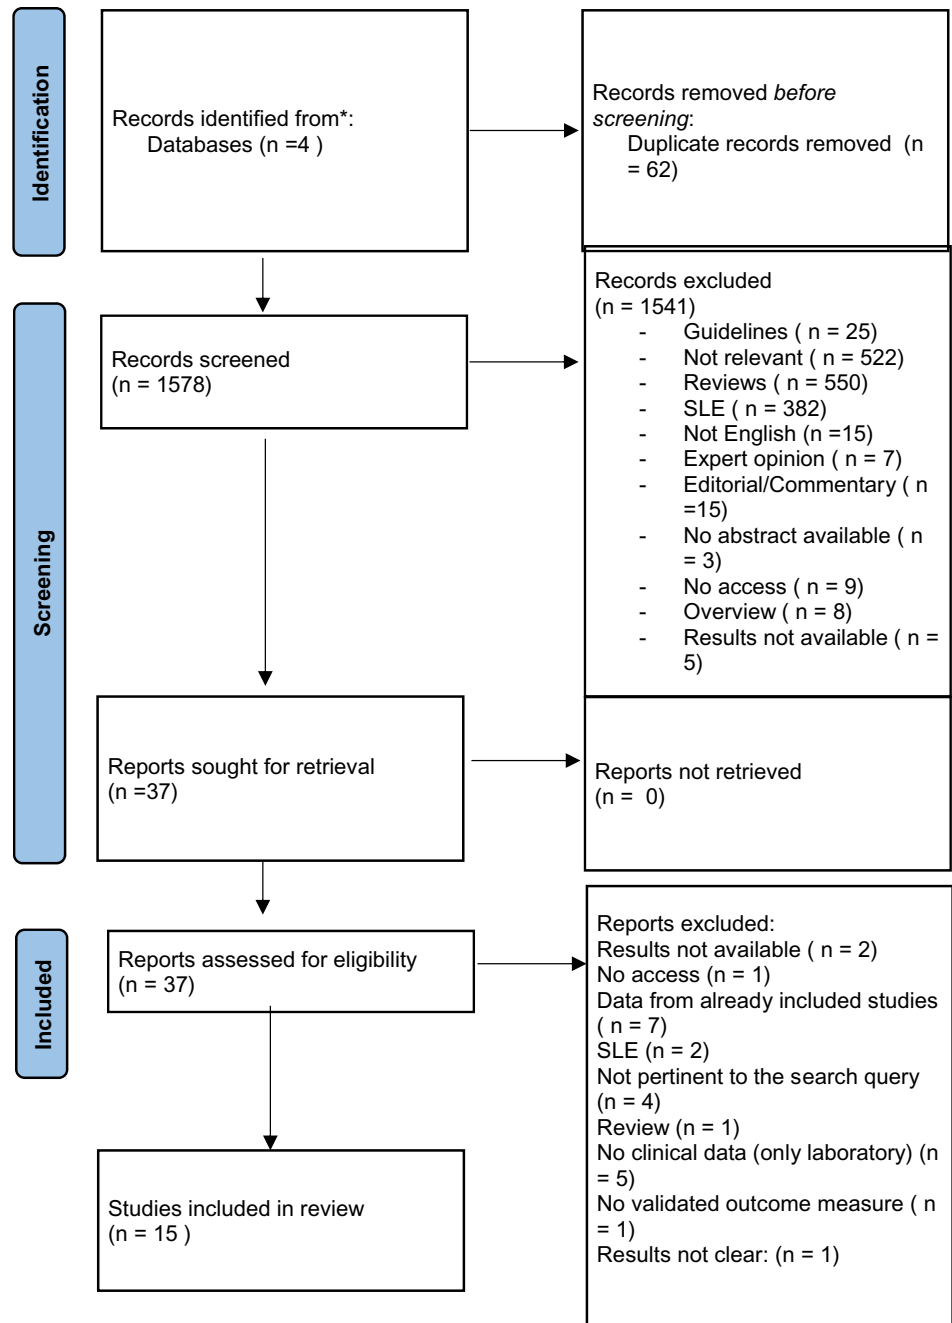 Identification
Records identified from*:
Databases (n =4 )
Records removed before
screening:
Duplicate records removed (n
= 62)
Screening
Records screened
(n = 1578)
Records excluded
(n = 1541)
- Guidelines ( n = 25)
- Not relevant ( n = 522)
- Reviews ( n = 550)
- SLE ( n = 382)
- Not English (n =15)
- Expert opinion ( n = 7)
- Editorial/Commentary ( n
=15)
- No abstract available ( n
= 3)
- No access ( n = 9)
- Overview ( n = 8)
- Results not available ( n =
5)
Reports sought for retrieval
(n =37)
Reports not retrieved
(n = 0)
Included
Reports assessed for eligibility
(n = 37)
Reports excluded:
Results not available ( n = 2)
No access (n = 1)
Data from already included studies
( n = 7)
SLE (n = 2)
Not pertinent to the search query
(n = 4)
Review (n = 1)
No clinical data (only laboratory) (n
= 5)
No validated outcome measure ( n
= 1)
Results not clear: (n = 1)
Studies included in review
(n = 15 )